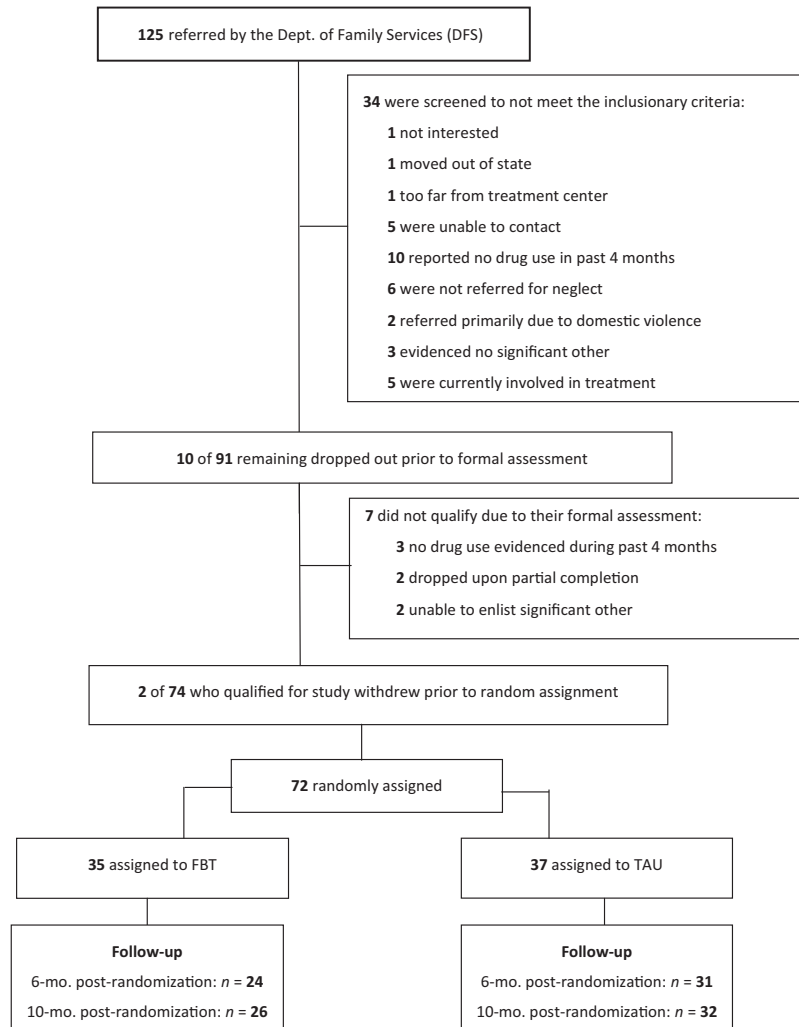 125 referred by the Dept. of Family Services (DFS)
34 were screened to not meet the inclusionary criteria:
1 not interested
1 moved out of state
1 too far from treatment center
5 were unable to contact
10 reported no drug use in past 4 months
6 were not referred for neglect
2 referred primarily due to domestic violence
3 evidenced no significant other
5 were currently involved in treatment
10 of 91 remaining dropped out prior to formal assessment
7 did not qualify due to their formal assessment:
3 no drug use evidenced during past 4 months
2 dropped upon partial completion
2 unable to enlist significant other
2 of 74 who qualified for study withdrew prior to random assignment
72 randomly assigned
35 assigned to FBT
Follow-up
6-mo. post-randomization: n = 24
10-mo. post-randomization: n = 26
37 assigned to TAU
Follow-up
6-mo. post-randomization: n = 31
10-mo. post-randomization: n = 32